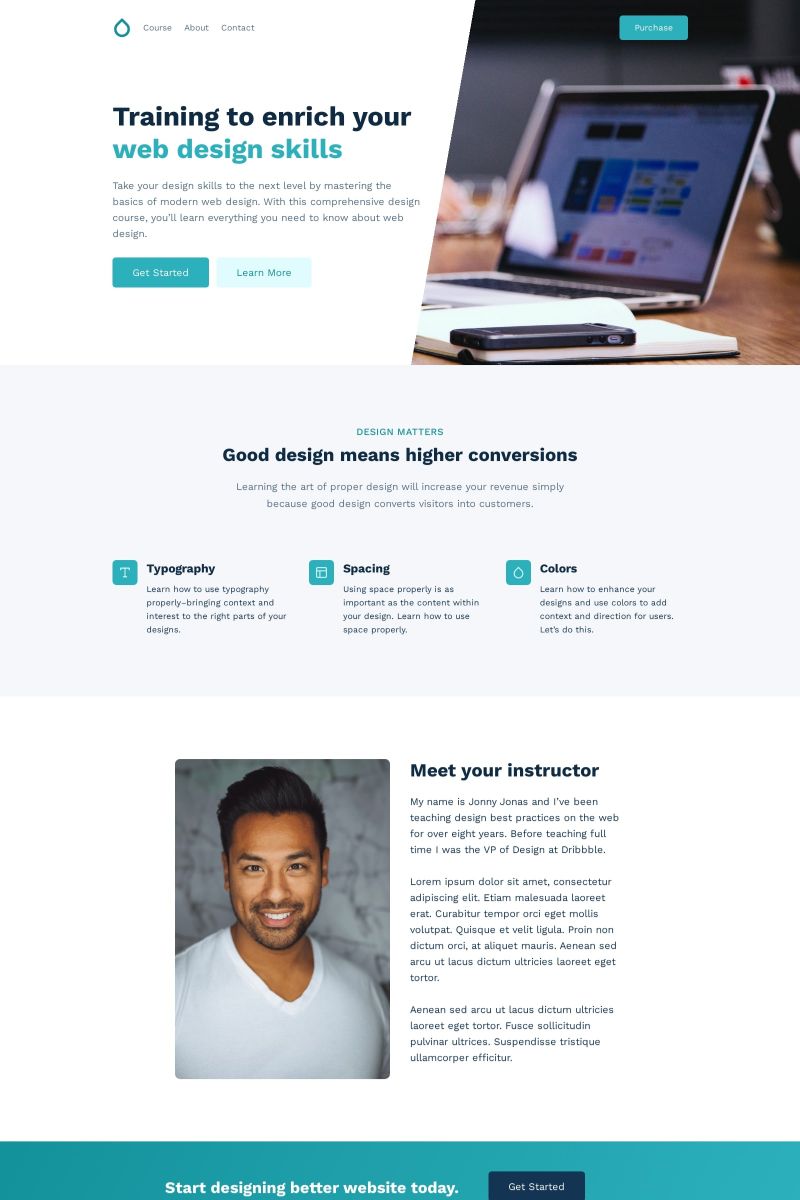 Course About Contact Purchase
Training to enrich your
web design skills
Take your design skills to the next level by mastering the
basics of modern web design. With this comprehensive design
course, you'll learn everything you need to know about web
design.
Get Started Learn More
DESIGN MATTERS
Good design means higher conversions
Learning the art of proper design will increase your revenue simply
because good design converts visitors into customers.
Typography
Learn how to use typography
properly–bringing context and
interest to the right parts of your
designs.
Spacing
Using space properly is as
important as the content within
your design. Learn how to use
space properly.
Colors
Learn how to enhance your
designs and use colors to add
context and direction for users.
Let's do this.
Meet your instructor
My name is Jonny Jonas and I've been
teaching design best practices on the web
for over eight years. Before teaching full
time I was the VP of Design at Dribbble.
Lorem ipsum dolor sit amet, consectetur
adipiscing elit. Etiam malesuada laoreet
erat. Curabitur tempor orci eget mollis
volutpat. Quisque et velit ligula. Proin non
dictum orci, at aliquet mauris. Aenean sed
arcu ut lacus dictum ultricies laoreet eget
tortor.
Aenean sed arcu ut lacus dictum ultricies
laoreet eget tortor. Fusce sollicitudin
pulvinar ultrices. Suspendisse tristique
ullamcorper efficitur.
Start designing better website today. Get Started